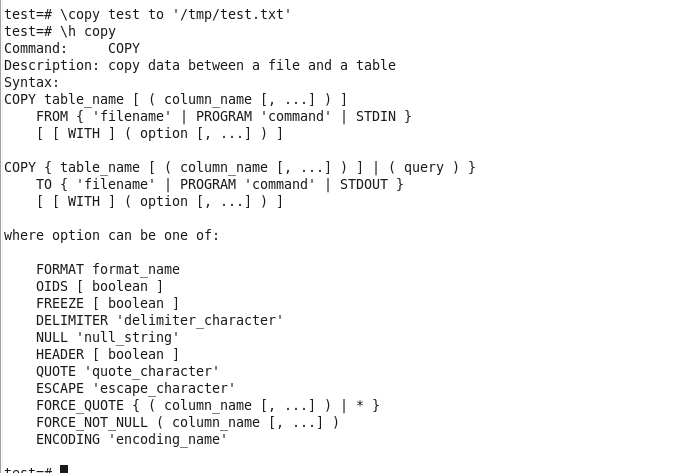 test=# \copy test to '/tmp/test.txt'
test=# \h copy
Command:     COPY
Description: copy data between a file and a table
Syntax:
COPY table_name [ ( column_name [, ...] ) ]
    FROM { 'filename' | PROGRAM 'command' | STDIN }
    [ [ WITH ] ( option [, ...] ) ]

COPY { table_name [ ( column_name [, ...] ) ] | ( query ) }
    TO { 'filename' | PROGRAM 'command' | STDOUT }
    [ [ WITH ] ( option [, ...] ) ]

where option can be one of:

    FORMAT format_name
    OIDS [ boolean ]
    FREEZE [ boolean ]
    DELIMITER 'delimiter_character'
    NULL 'null_string'
    HEADER [ boolean ]
    QUOTE 'quote_character'
    ESCAPE 'escape_character'
    FORCE_QUOTE { ( column_name [, ...] ) | * }
    FORCE_NOT_NULL ( column_name [, ...] )
    ENCODING 'encoding_name'

test=#